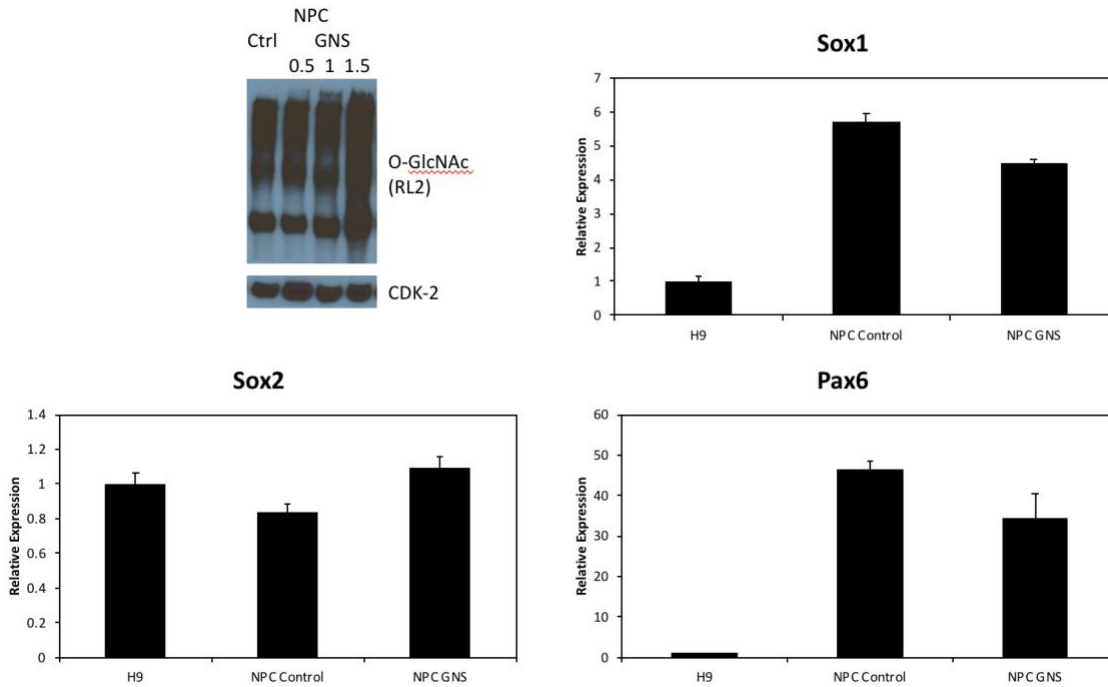 NPC
Ctrl GNS
0.5 1 1.5
O-GlcNAc
(RL2)
CDK-2
Sox1
Relative Expression
7
6
5
4
3
2
1
0
H9 NPC Control NPC GNS
Sox2
Relative Expression
1.4
1.2
1
0.8
0.6
0.4
0.2
0
H9 NPC Control NPC GNS
Pax6
Relative Expression
60
50
40
30
20
10
0
H9 NPC Control NPC GNS